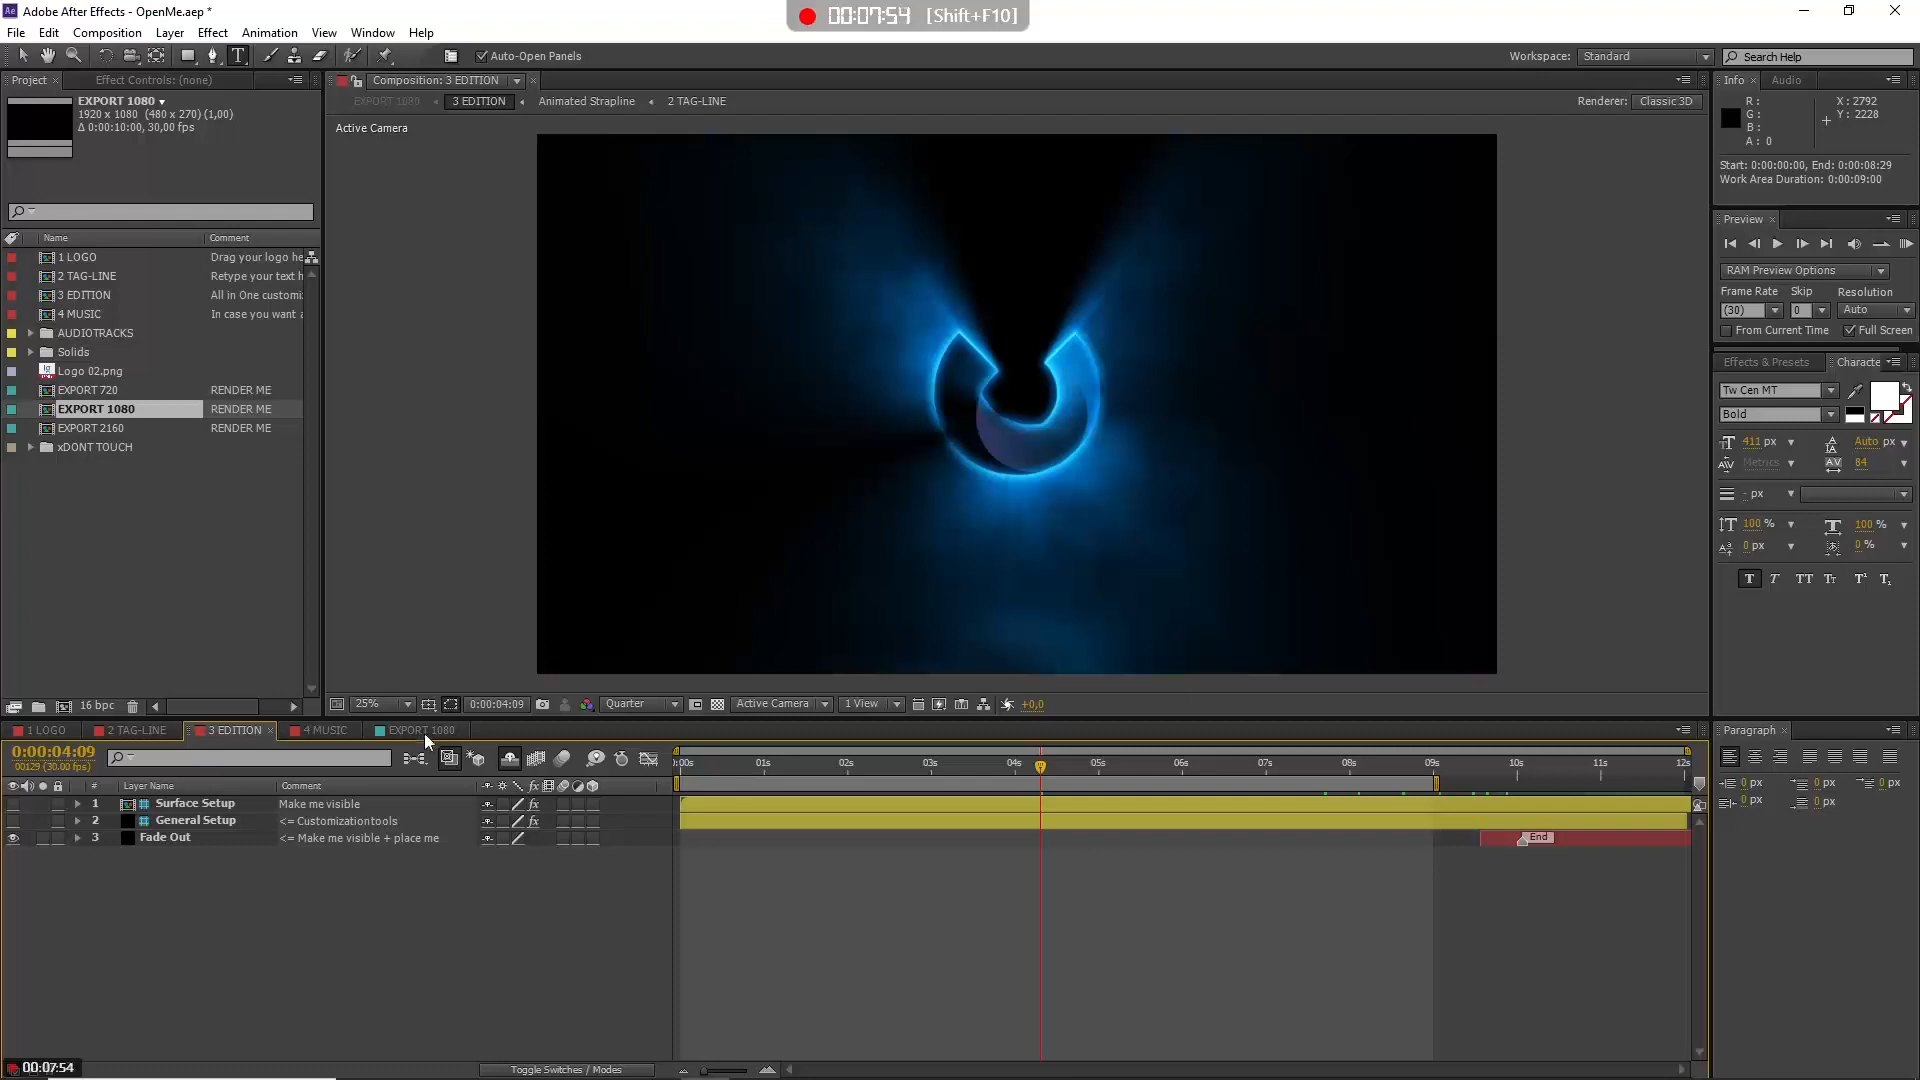 Adobe After Effects - OpenMe.aep *
00:07:54 [Shift+F10]
File Edit Composition Layer Effect Animation View Window Help
Auto-Open Panels
Workspace: Standard
Search Help
Project
Effect Controls: (none)
EXPORT 1080
1920 x 1080 (480 x 270) (1,00)
Δ 0:00:10:00, 30,00 fps
Composition: 3 EDITION
EXPORT 1080 3 EDITION Animated Strapline 2 TAG-LINE
Renderer: Classic 3D
Active Camera
Info Audio
R: X: 2792
G: Y: 2228
B:
A: 0
Start: 0:00:00:00, End: 0:00:08:29
Work Area Duration: 0:00:09:00
Name Comment
1 LOGO Drag your logo he
2 TAG-LINE Retype your text h
3 EDITION All in One customi
4 MUSIC In case you want a
AUDIOTRACKS
Solids
Logo 02.png
EXPORT 720 RENDER ME
EXPORT 1080 RENDER ME
EXPORT 2160 RENDER ME
xDONT TOUCH
Preview
RAM Preview Options
Frame Rate Skip Resolution
(30) 0 Auto
From Current Time Full Screen
Effects & Presets Characte
Tw Cen MT
Bold
411 px Auto px
Metrics 84
- px
100 % 100 %
0 px 0 %
T T TT Tr T¹ T₁
16 bpc
25% 0:00:04:09 Quarter Active Camera 1 View +0,0
1 LOGO 2 TAG-LINE 3 EDITION 4 MUSIC EXPORT 1080
0:00:04:09
00129 (30.00 fps)
:00s 01s 02s 03s 04s 05s 06s 07s 08s 09s 10s 11s 12s
# Layer Name Comment
1 Surface Setup Make me visible
2 General Setup <= Customizationtools
3 Fade Out <= Make me visible + place me
End
Paragraph
0 px 0 px 0 px
0 px 0 px
00:07:54
Toggle Switches / Modes